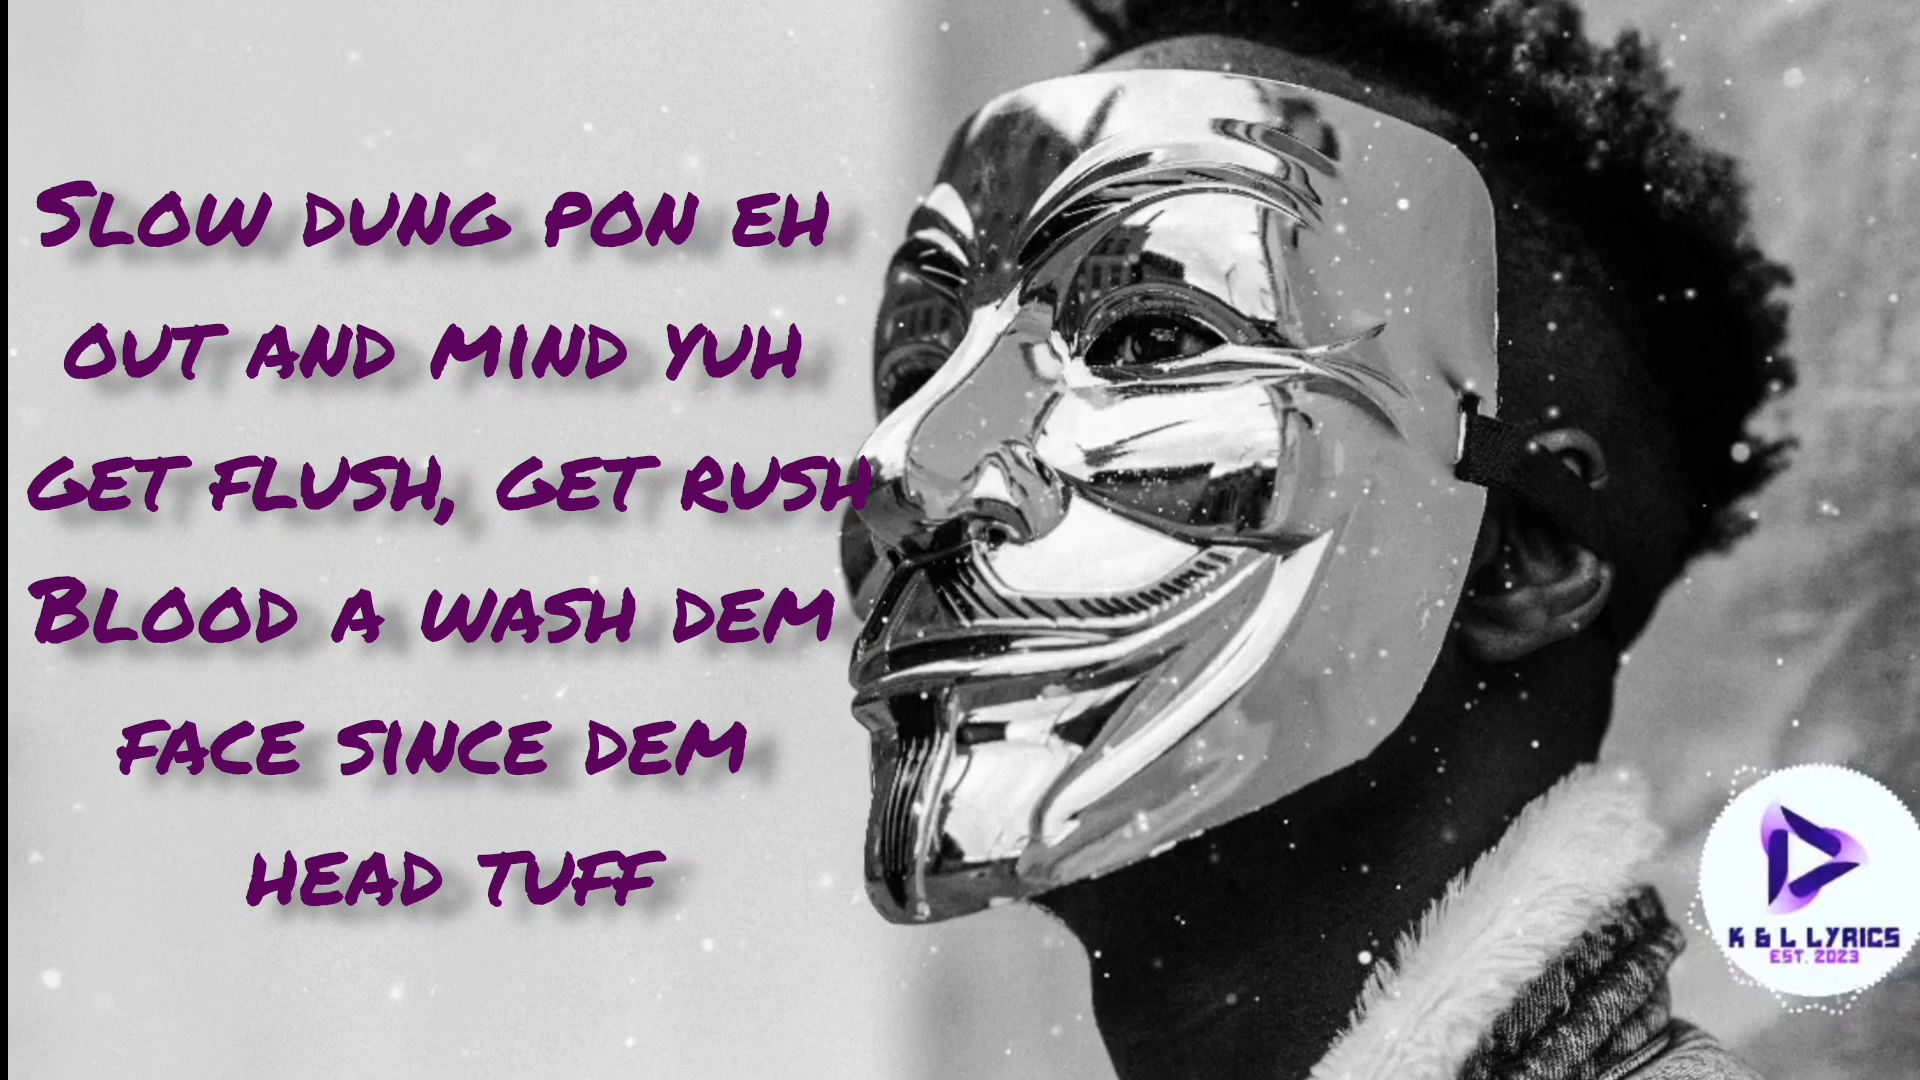 Slow dung pon eh
out and mind yuh
get flush, get rush
Blood a wash dem
face since dem
head tuff
K & L LYRICS
EST. 2023